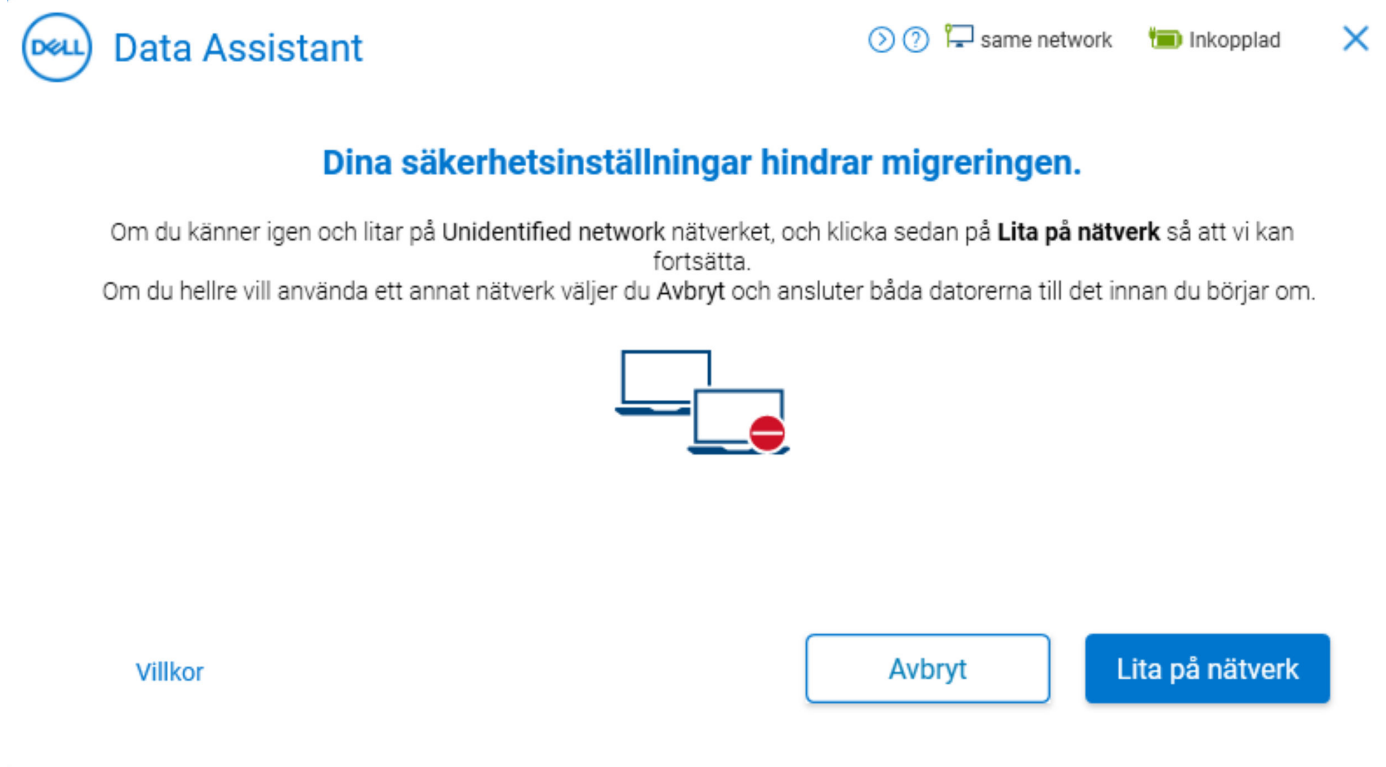 DELL
Data Assistant
same network
Inkopplad
Dina säkerhetsinställningar hindrar migreringen.
Om du känner igen och litar på Unidentified network nätverket, och klicka sedan på Lita på nätverk så att vi kan
fortsätta.
Om du hellre vill använda ett annat nätverk väljer du Avbryt och ansluter båda datorerna till det innan du börjar om.
Villkor
Avbryt
Lita på nätverk